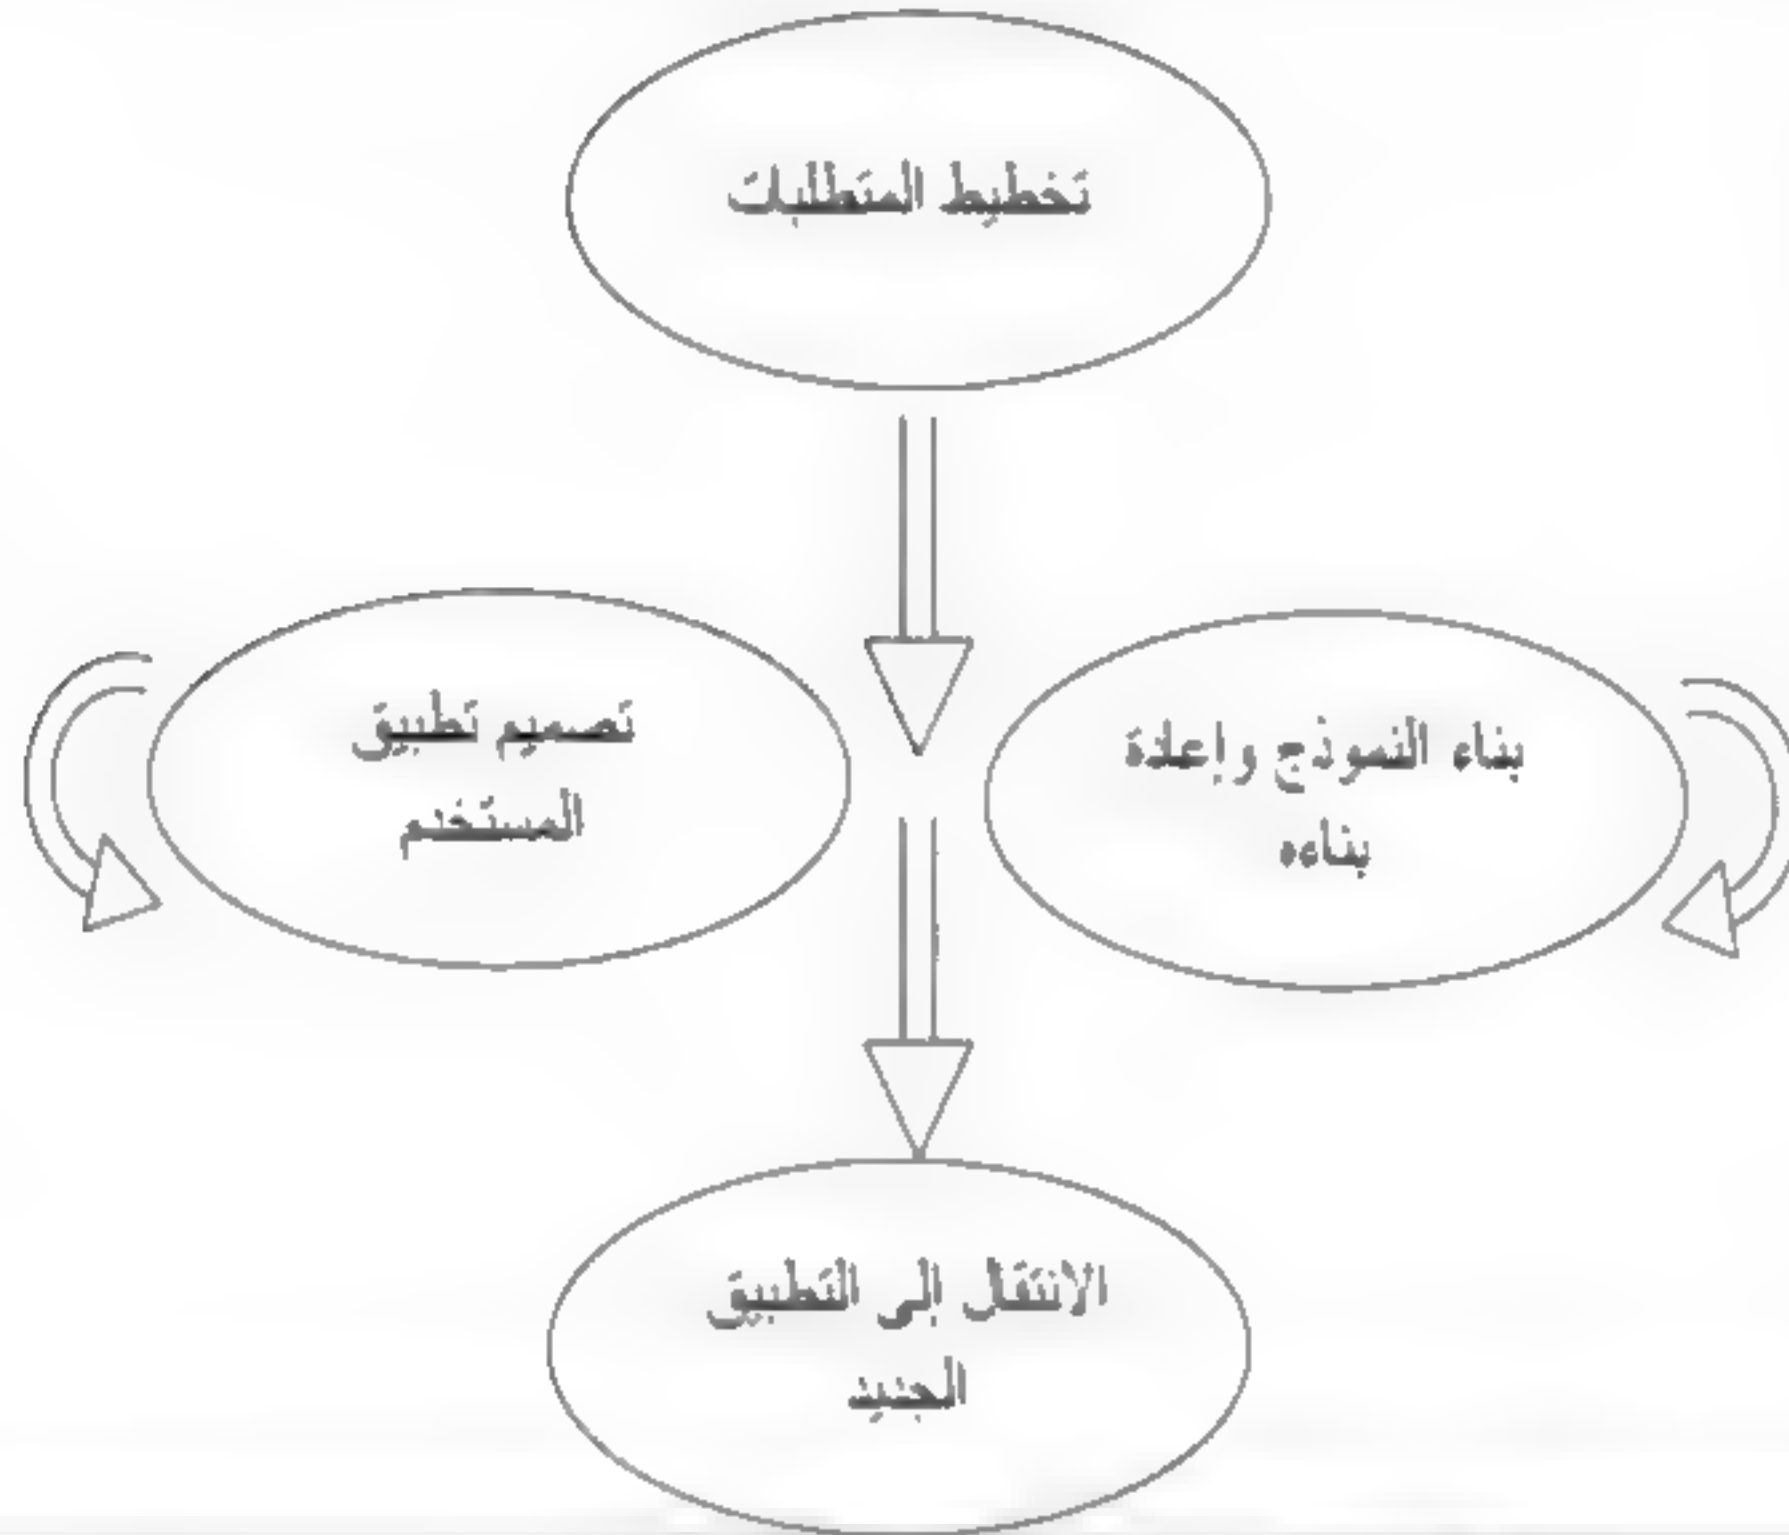 تخطيط المتطلبات
بناء النموذج وإعادة
بناءه
تصميم تطبيق
المستخدم
الانتقال إلى التطبيق
الجديد